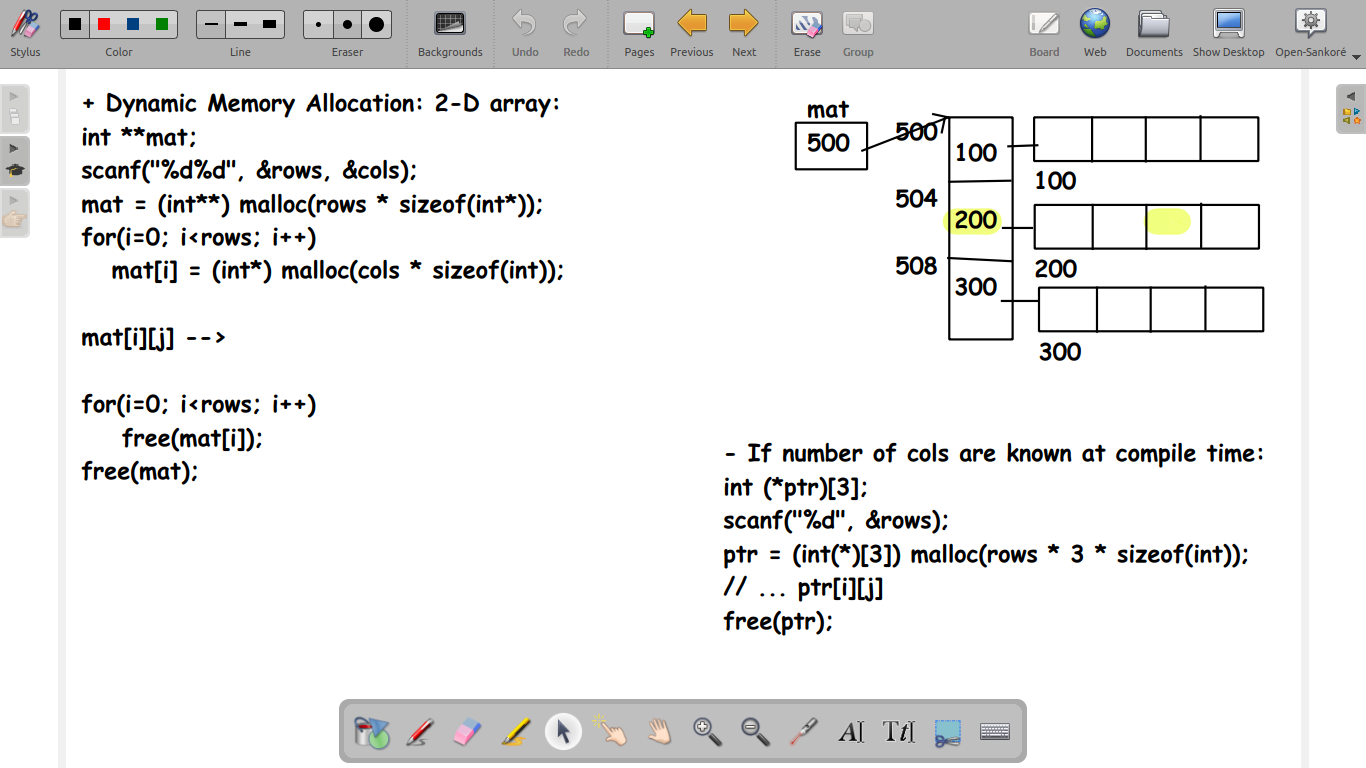 Stylus
Color
Line
Eraser
Backgrounds
Undo
Redo
Pages
Previous
Next
Erase
Group
Board
Web
Documents
Show Desktop
Open-Sankoré
+ Dynamic Memory Allocation: 2-D array:
int **mat;
scanf("%d%d", &rows, &cols);
mat = (int**) malloc(rows * sizeof(int*));
for(i=0; i<rows; i++)
mat[i] = (int*) malloc(cols * sizeof(int));
mat[i][j] -->
for(i=0; i<rows; i++)
free(mat[i]);
free(mat);
mat
500
500
100
100
504
200
200
508
300
300
- If number of cols are known at compile time:
int (*ptr)[3];
scanf("%d", &rows);
ptr = (int(*)[3]) malloc(rows * 3 * sizeof(int));
// ... ptr[i][j]
free(ptr);
A
Tt